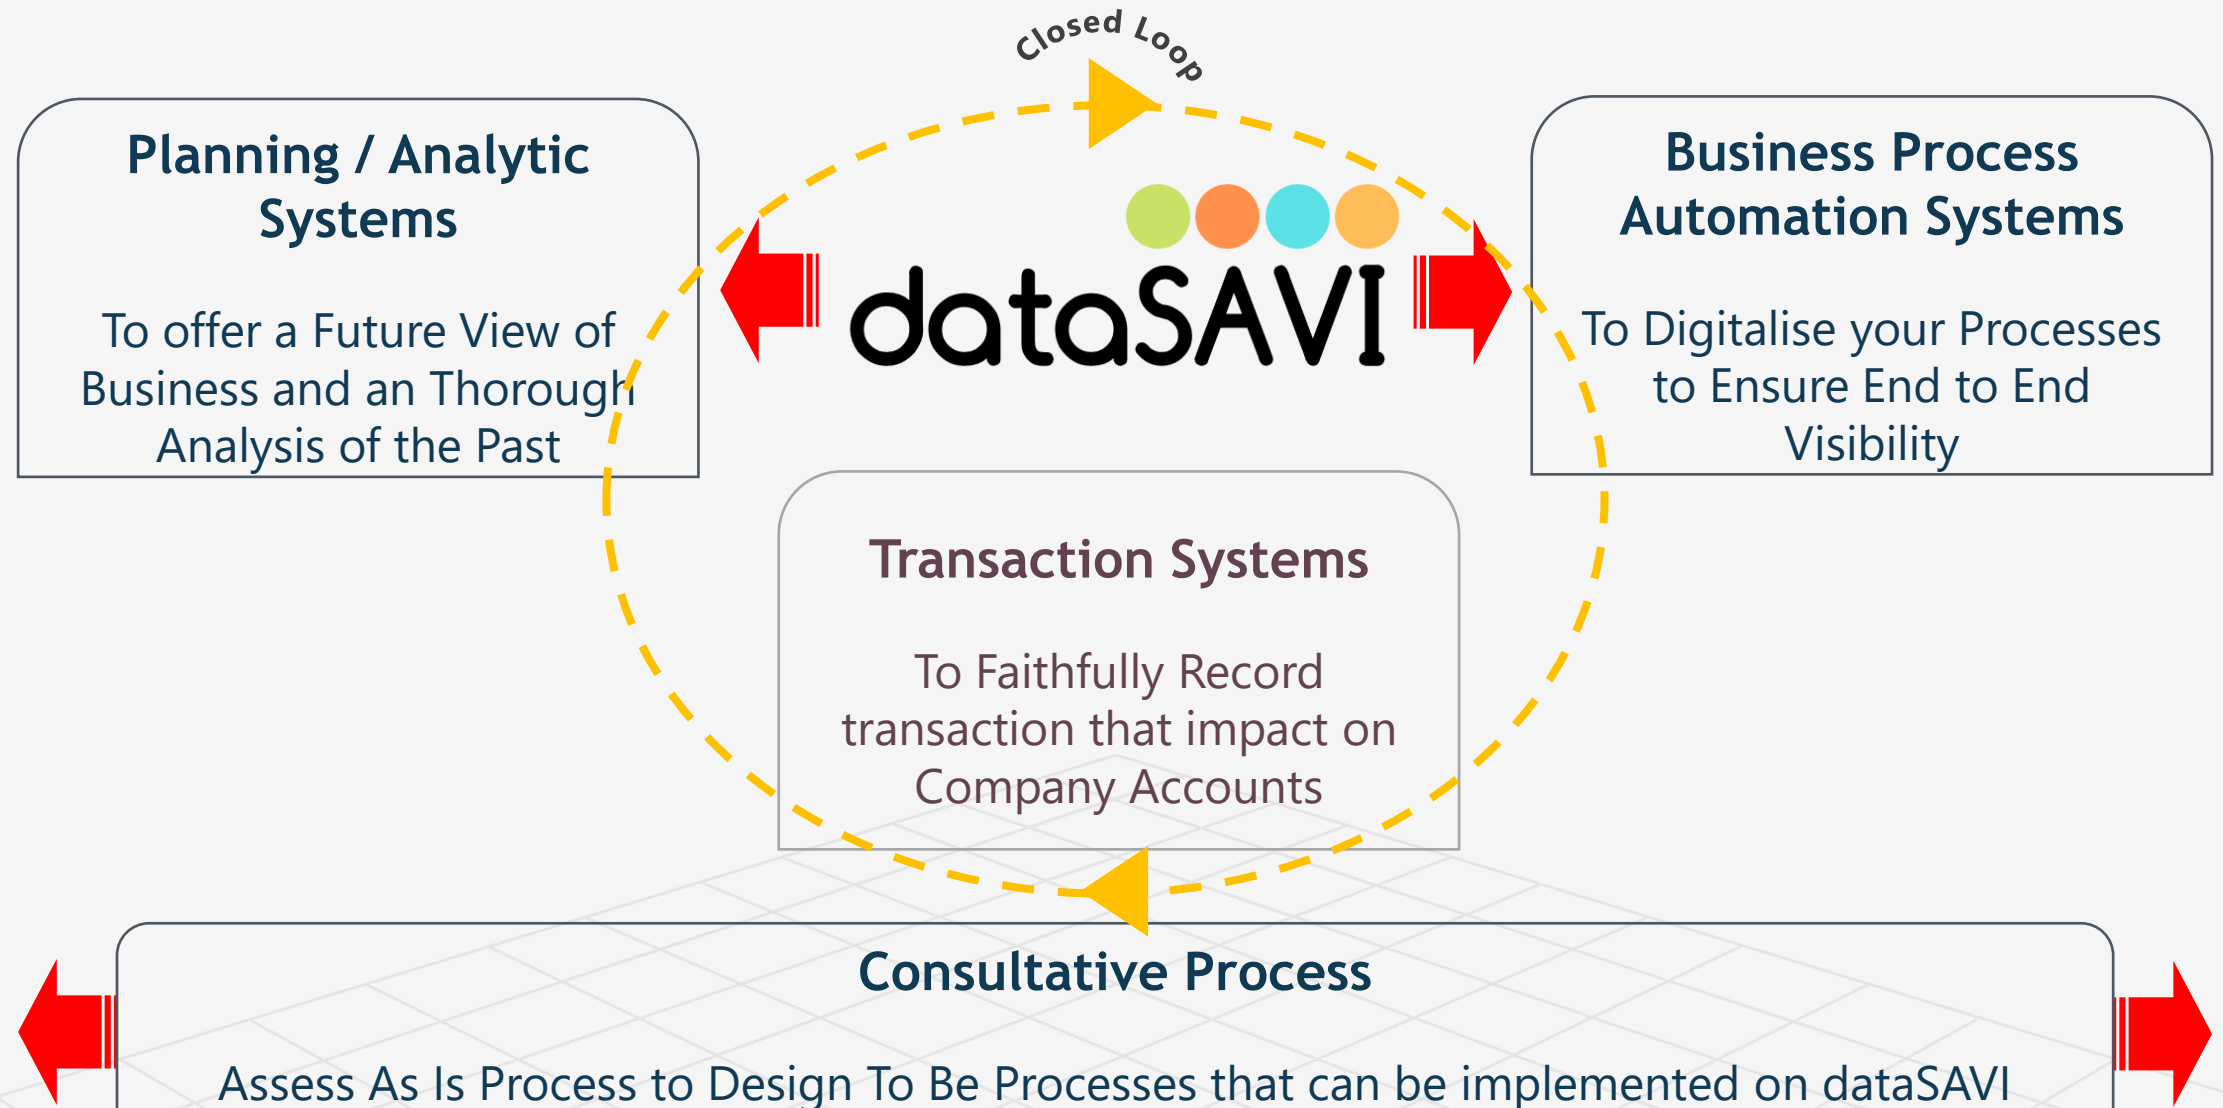 Closed Loop
Planning / Analytic
Systems
To offer a Future View of
Business and an Thorough
Analysis of the Past
dataSAVI
Business Process
Automation Systems
To Digitalise your Processes
to Ensure End to End
Visibility
Transaction Systems
To Faithfully Record
transaction that impact on
Company Accounts
Consultative Process
Assess As Is Process to Design To Be Processes that can be implemented on dataSAVI